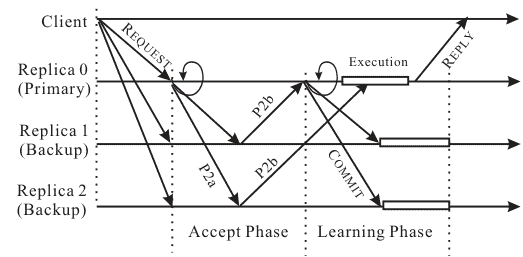 Client
REQUEST
Replica 0
(Primary)
Execution
REPLY
P2b
Replica 1
(Backup)
P2a
P2b
COMMIT
Replica 2
(Backup)
Accept Phase
Learning Phase